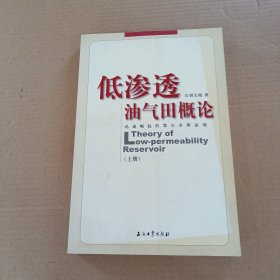 低渗透
油气田概论
Theory of
Low-permeability
Reservoir
(上册)
石油工业出版社